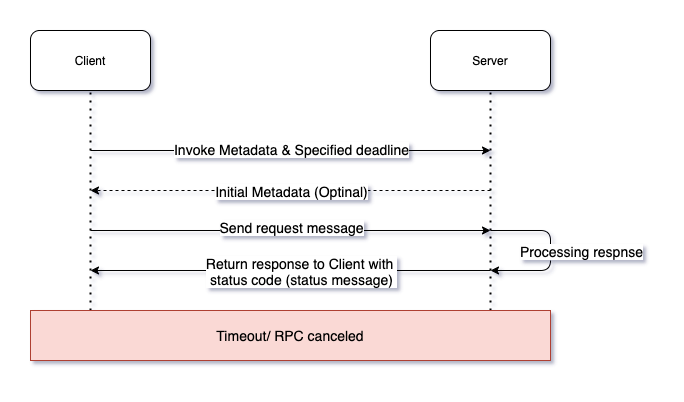 Client
Server
Invoke Metadata & Specified deadline
Initial Metadata (Optinal)
Send request message
Processing respnse
Return response to Client with
status code (status message)
Timeout/ RPC canceled